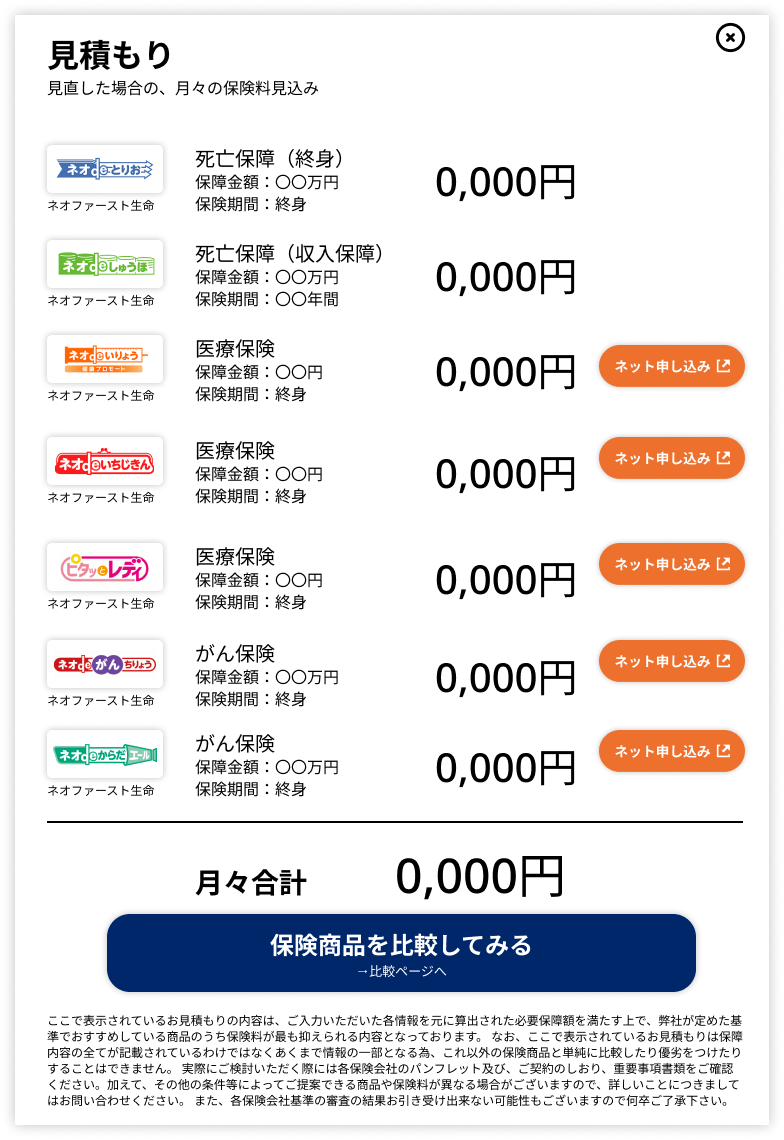 見積もり
見直した場合の、月々の保険料見込み
ネオdeとりお
ネオファースト生命
死亡保障（終身）
保障金額：〇〇万円
保険期間：終身
0,000円
ネオdeしゅうほ
ネオファースト生命
死亡保障（収入保障）
保障金額：〇〇万円
保険期間：〇〇年間
0,000円
ネオdeいりょう
健康プロモート
ネオファースト生命
医療保険
保障金額：〇〇円
保険期間：終身
0,000円
ネット申し込み
ネオdeいちじきん
ネオファースト生命
医療保険
保障金額：〇〇円
保険期間：終身
0,000円
ネット申し込み
ピタッとレディ
ネオファースト生命
医療保険
保障金額：〇〇円
保険期間：終身
0,000円
ネット申し込み
ネオdeがんちりょう
ネオファースト生命
がん保険
保障金額：〇〇万円
保険期間：終身
0,000円
ネット申し込み
ネオdeからだエール
ネオファースト生命
がん保険
保障金額：〇〇万円
保険期間：終身
0,000円
ネット申し込み
月々合計
0,000円
保険商品を比較してみる
→比較ページへ
ここで表示されているお見積もりの内容は、ご入力いただいた各情報を元に算出された必要保障額を満たす上で、弊社が定めた基
準でおすすめしている商品のうち保険料が最も抑えられる内容となっております。 なお、ここで表示されているお見積もりは保障
内容の全てが記載されているわけではなくあくまで情報の一部となる為、これ以外の保険商品と単純に比較したり優劣をつけたり
することはできません。 実際にご検討いただく際には各保険会社のパンフレット及び、ご契約のしおり、重要事項書類をご確認
ください。加えて、その他の条件等によってご提案できる商品や保険料が異なる場合がございますので、詳しいことにつきまして
はお問い合わせください。 また、各保険会社基準の審査の結果お引き受け出来ない可能性もございますので何卒ご了承下さい。